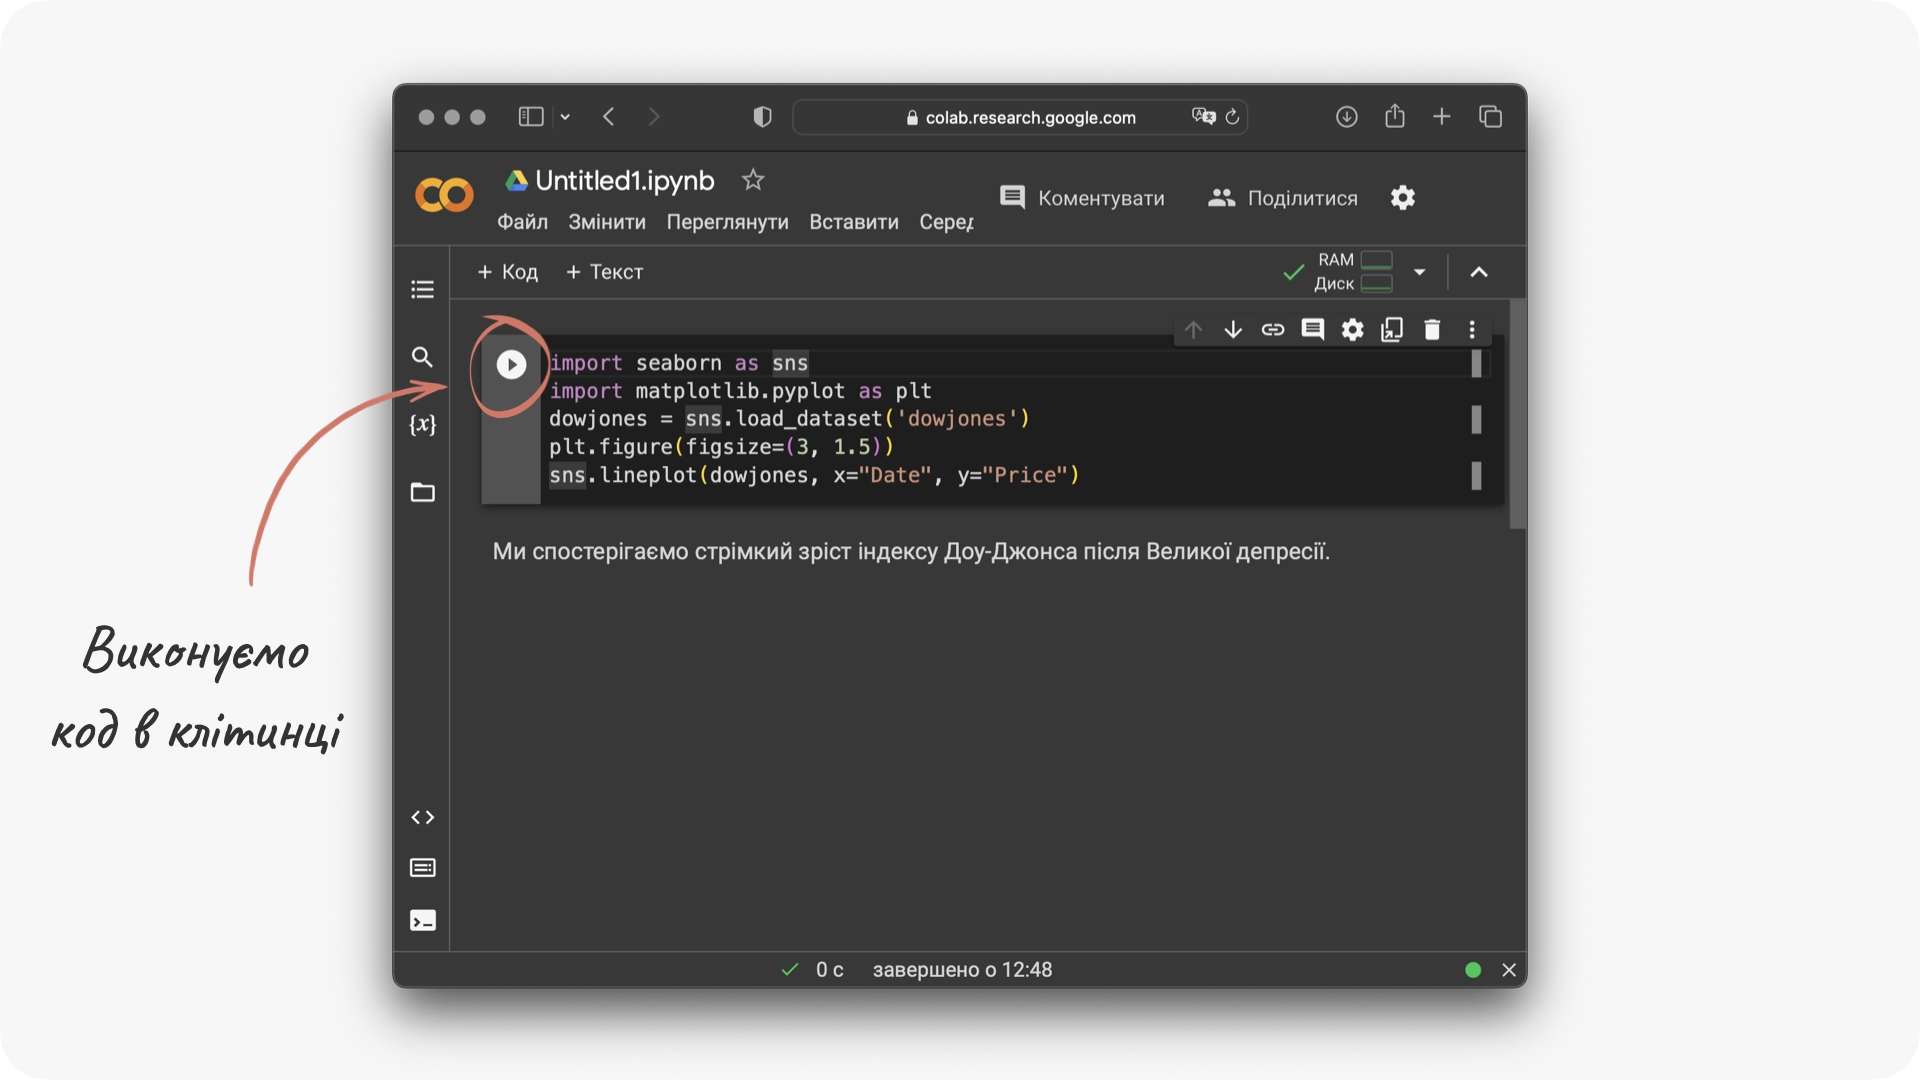 colab.research.google.com
Untitled1.ipynb
Файл Змінити Переглянути Вставити Серед
Коментувати Поділитися
+ Код + Текст
RAM
Диск
import seaborn as sns
import matplotlib.pyplot as plt
dowjones = sns.load_dataset('dowjones')
plt.figure(figsize=(3, 1.5))
sns.lineplot(dowjones, x="Date", y="Price")
{x}
Ми спостерігаємо стрімкий зріст індексу Доу-Джонса після Великої депресії.
Виконуємо
код в клітинці
0 с завершено о 12:48